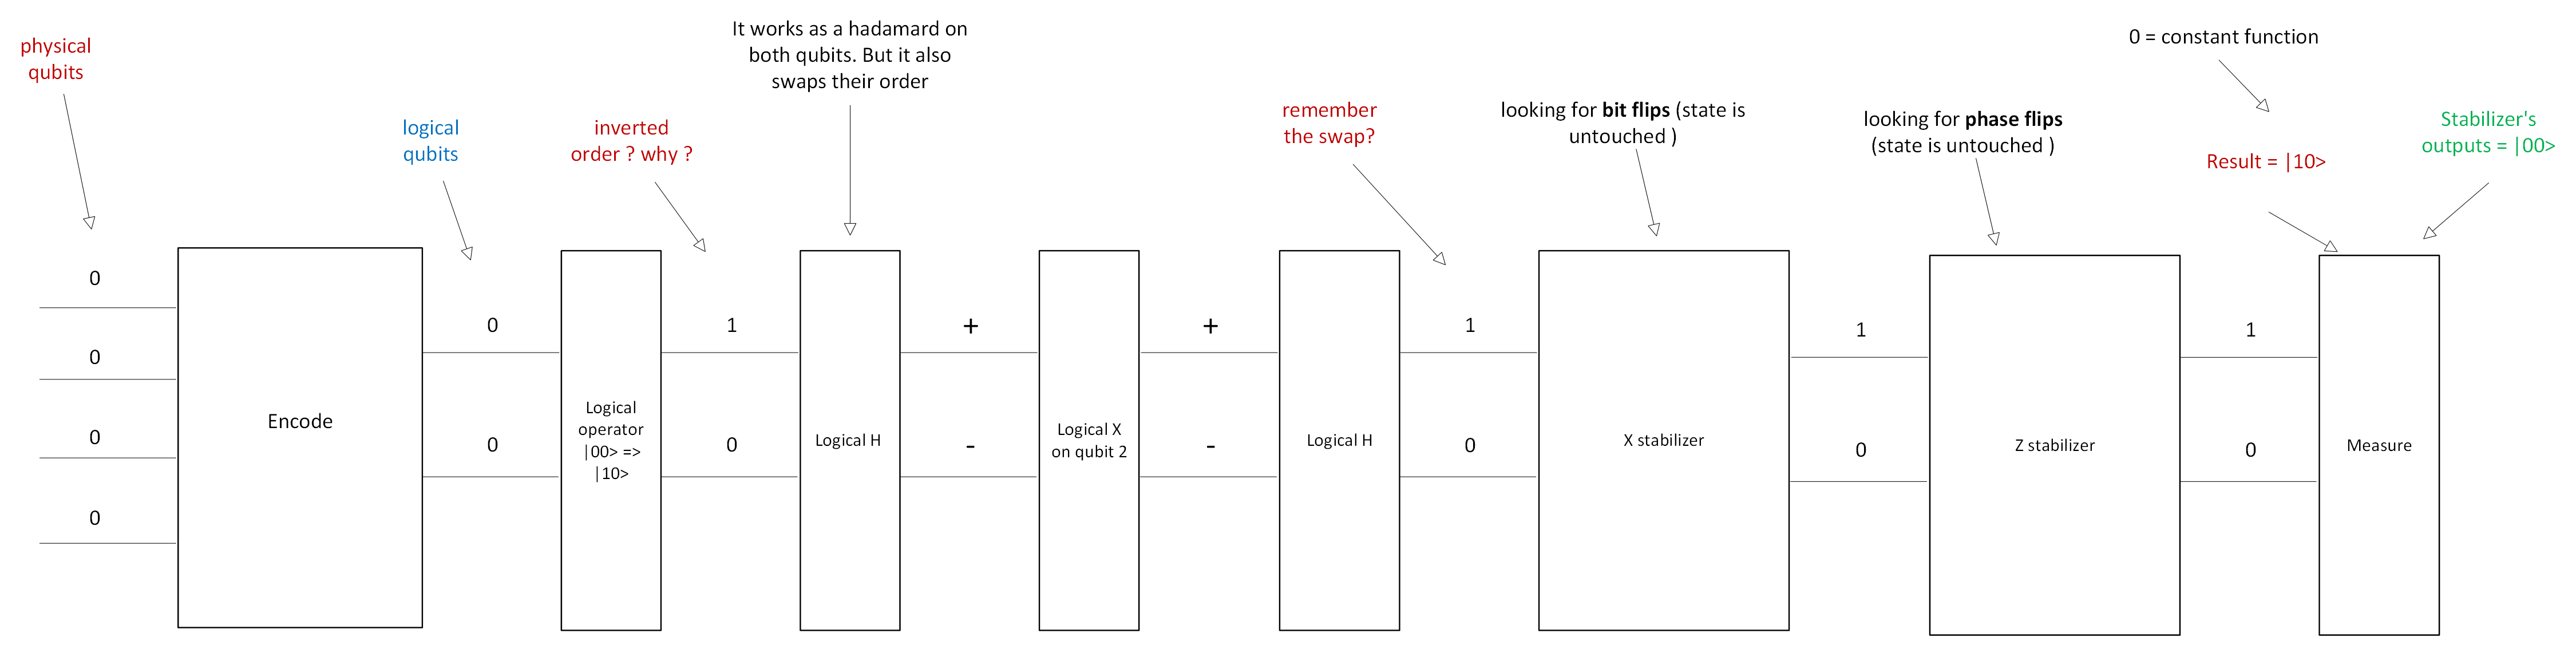 physical
qubits
logical
qubits
inverted
order ? why ?
It works as a hadamard on
both qubits. But it also
swaps their order
remember
the swap?
looking for bit flips (state is
untouched )
looking for phase flips
(state is untouched )
0 = constant function
Result = |10>
Stabilizer's
outputs = |00>
0
0
0
0
Encode
0
0
Logical
operator
|00> =>
|10>
1
0
Logical H
+
-
Logical X
on qubit 2
+
-
Logical H
1
0
X stabilizer
1
0
Z stabilizer
1
0
Measure